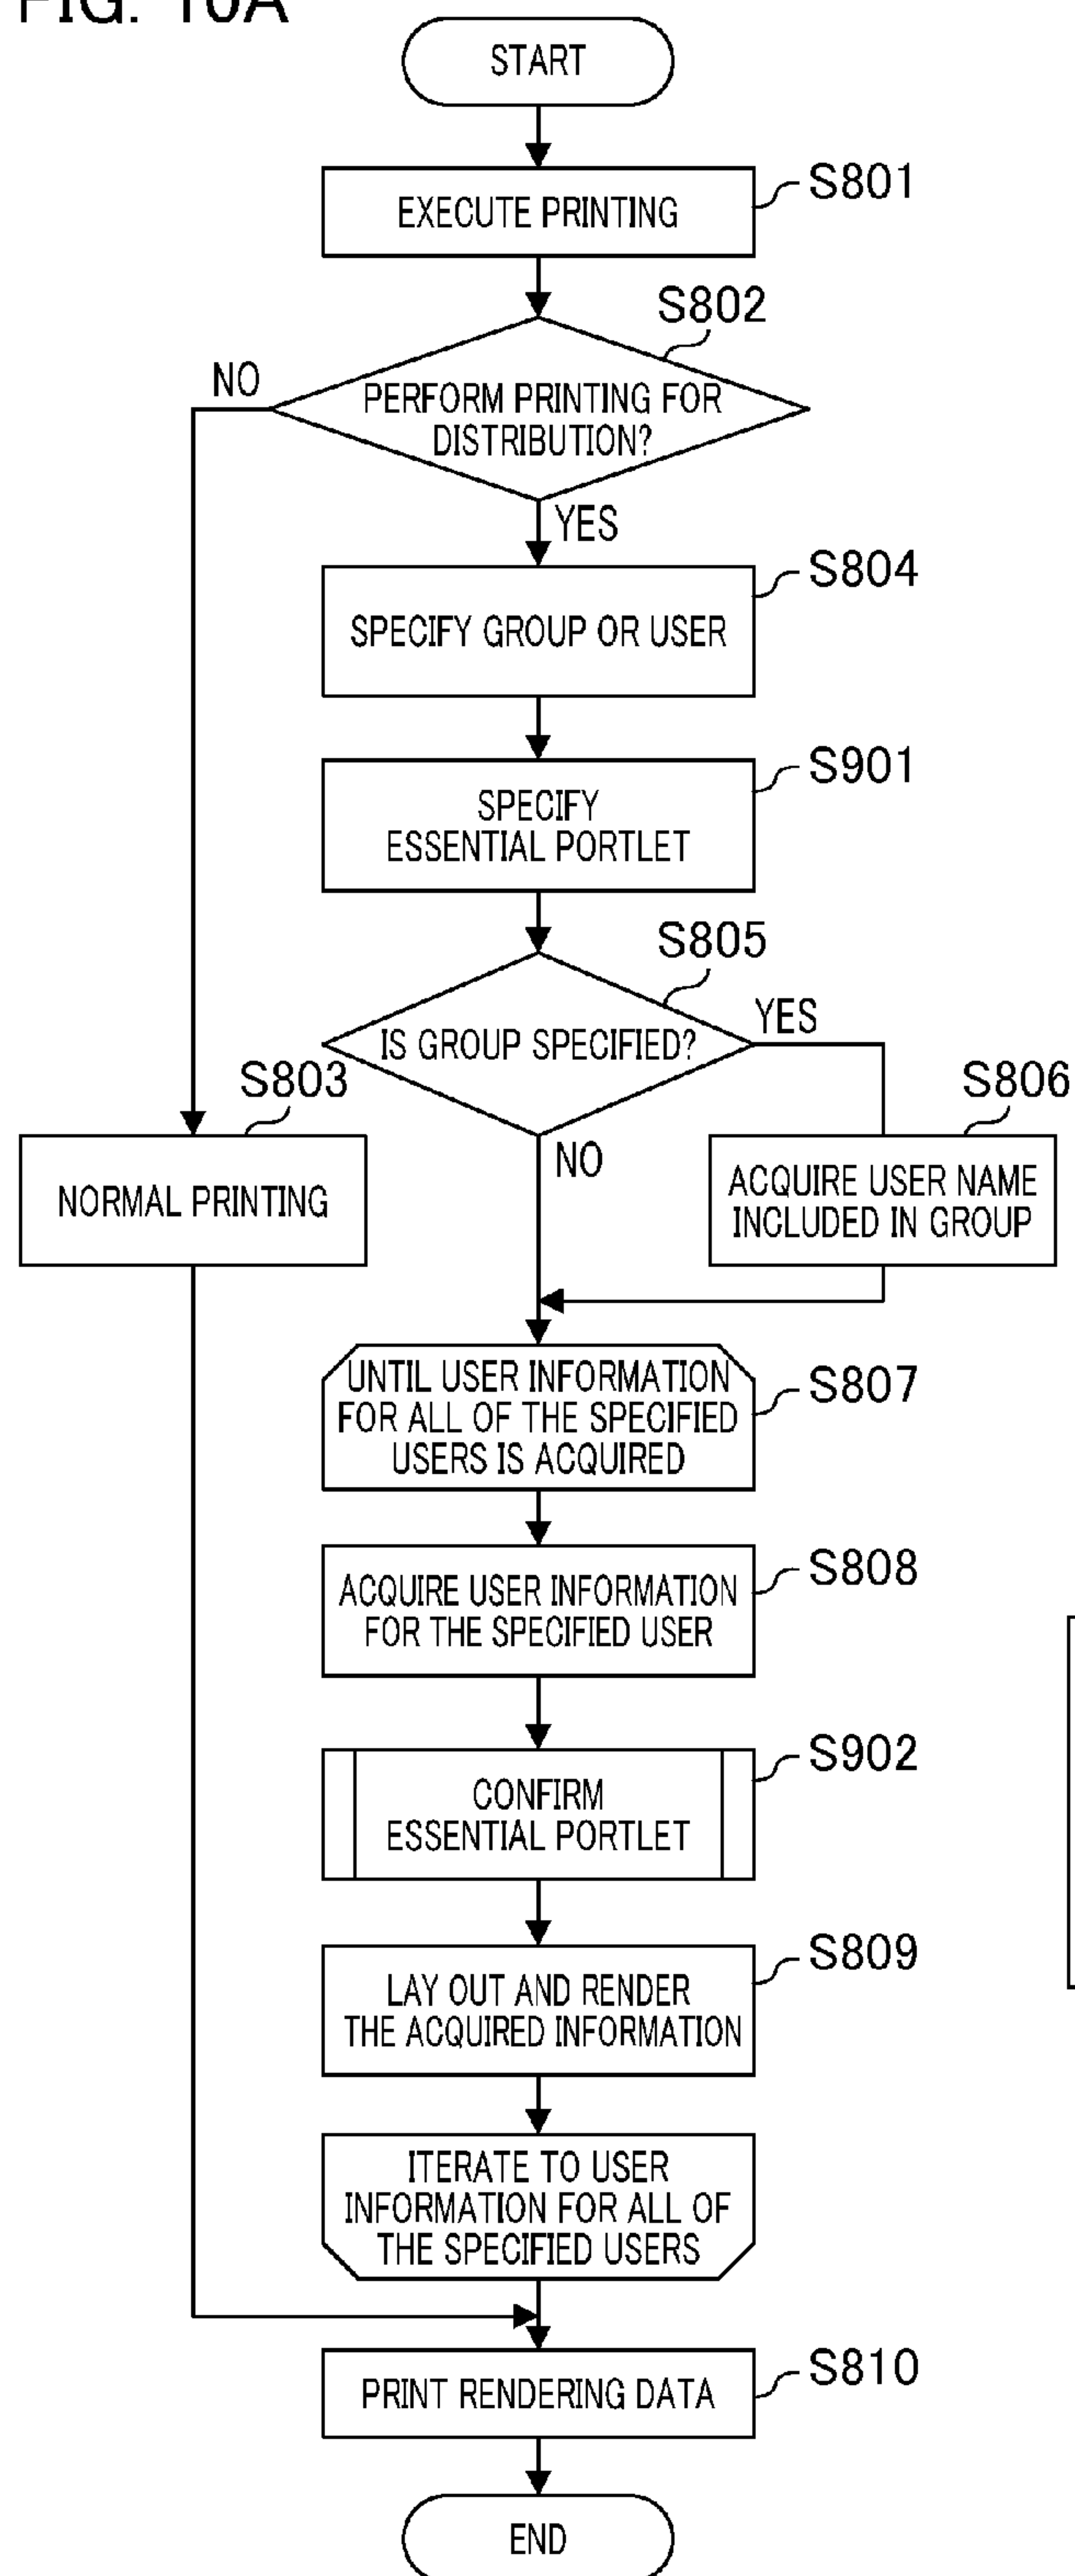 FIG. 10A
START
EXECUTE PRINTING
S801
S802
PERFORM PRINTING FOR
DISTRIBUTION?
NO
YES
SPECIFY GROUP OR USER
S804
SPECIFY
ESSENTIAL PORTLET
S901
S805
IS GROUP SPECIFIED?
YES
NO
S803
NORMAL PRINTING
S806
ACQUIRE USER NAME
INCLUDED IN GROUP
UNTIL USER INFORMATION
FOR ALL OF THE SPECIFIED
USERS IS ACQUIRED
S807
ACQUIRE USER INFORMATION
FOR THE SPECIFIED USER
S808
CONFIRM
ESSENTIAL PORTLET
S902
LAY OUT AND RENDER
THE ACQUIRED INFORMATION
S809
ITERATE TO USER
INFORMATION FOR ALL OF
THE SPECIFIED USERS
PRINT RENDERING DATA
S810
END